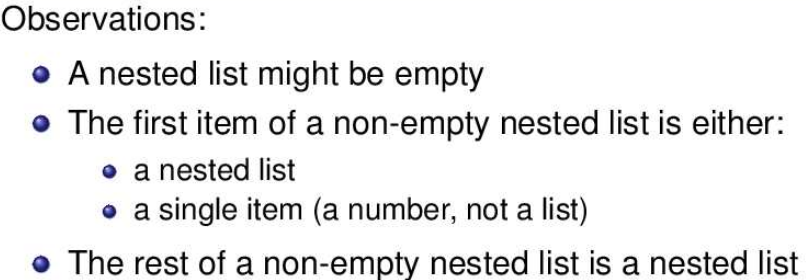 Observations:
A nested list might be empty
The first item of a non-empty nested list is either:
a nested list
a single item (a number, not a list)
The rest of a non-empty nested list is a nested list